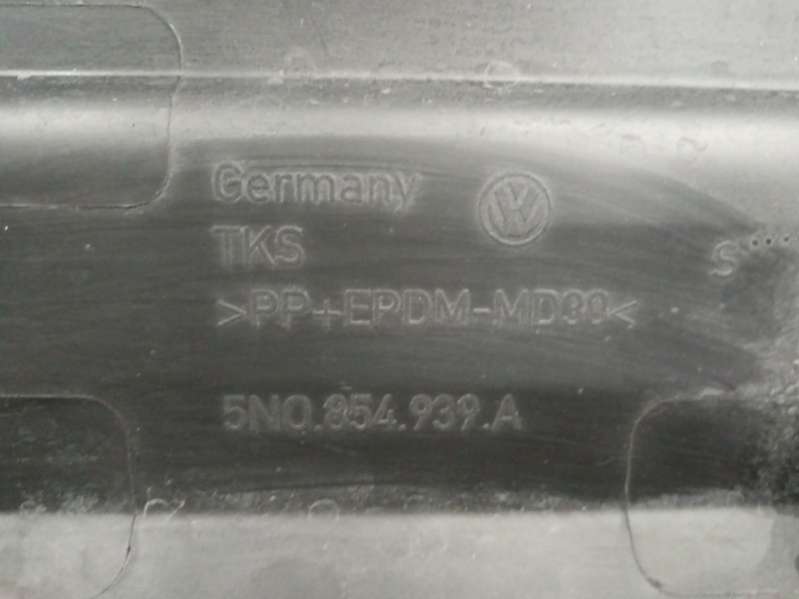 Germany
TKS
S
>PP+EPDM-MD30<
5N0.854.939.A